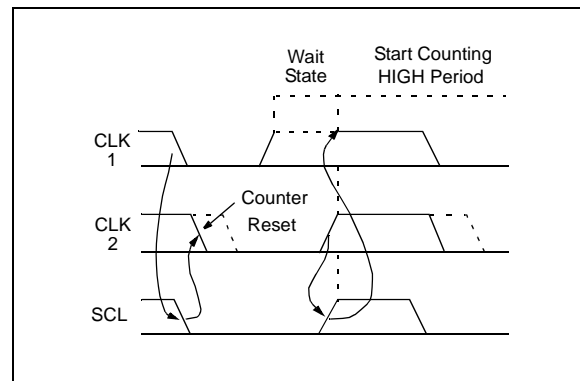 Wait
State
Start Counting
HIGH Period
CLK
1
Counter
Reset
CLK
2
SCL